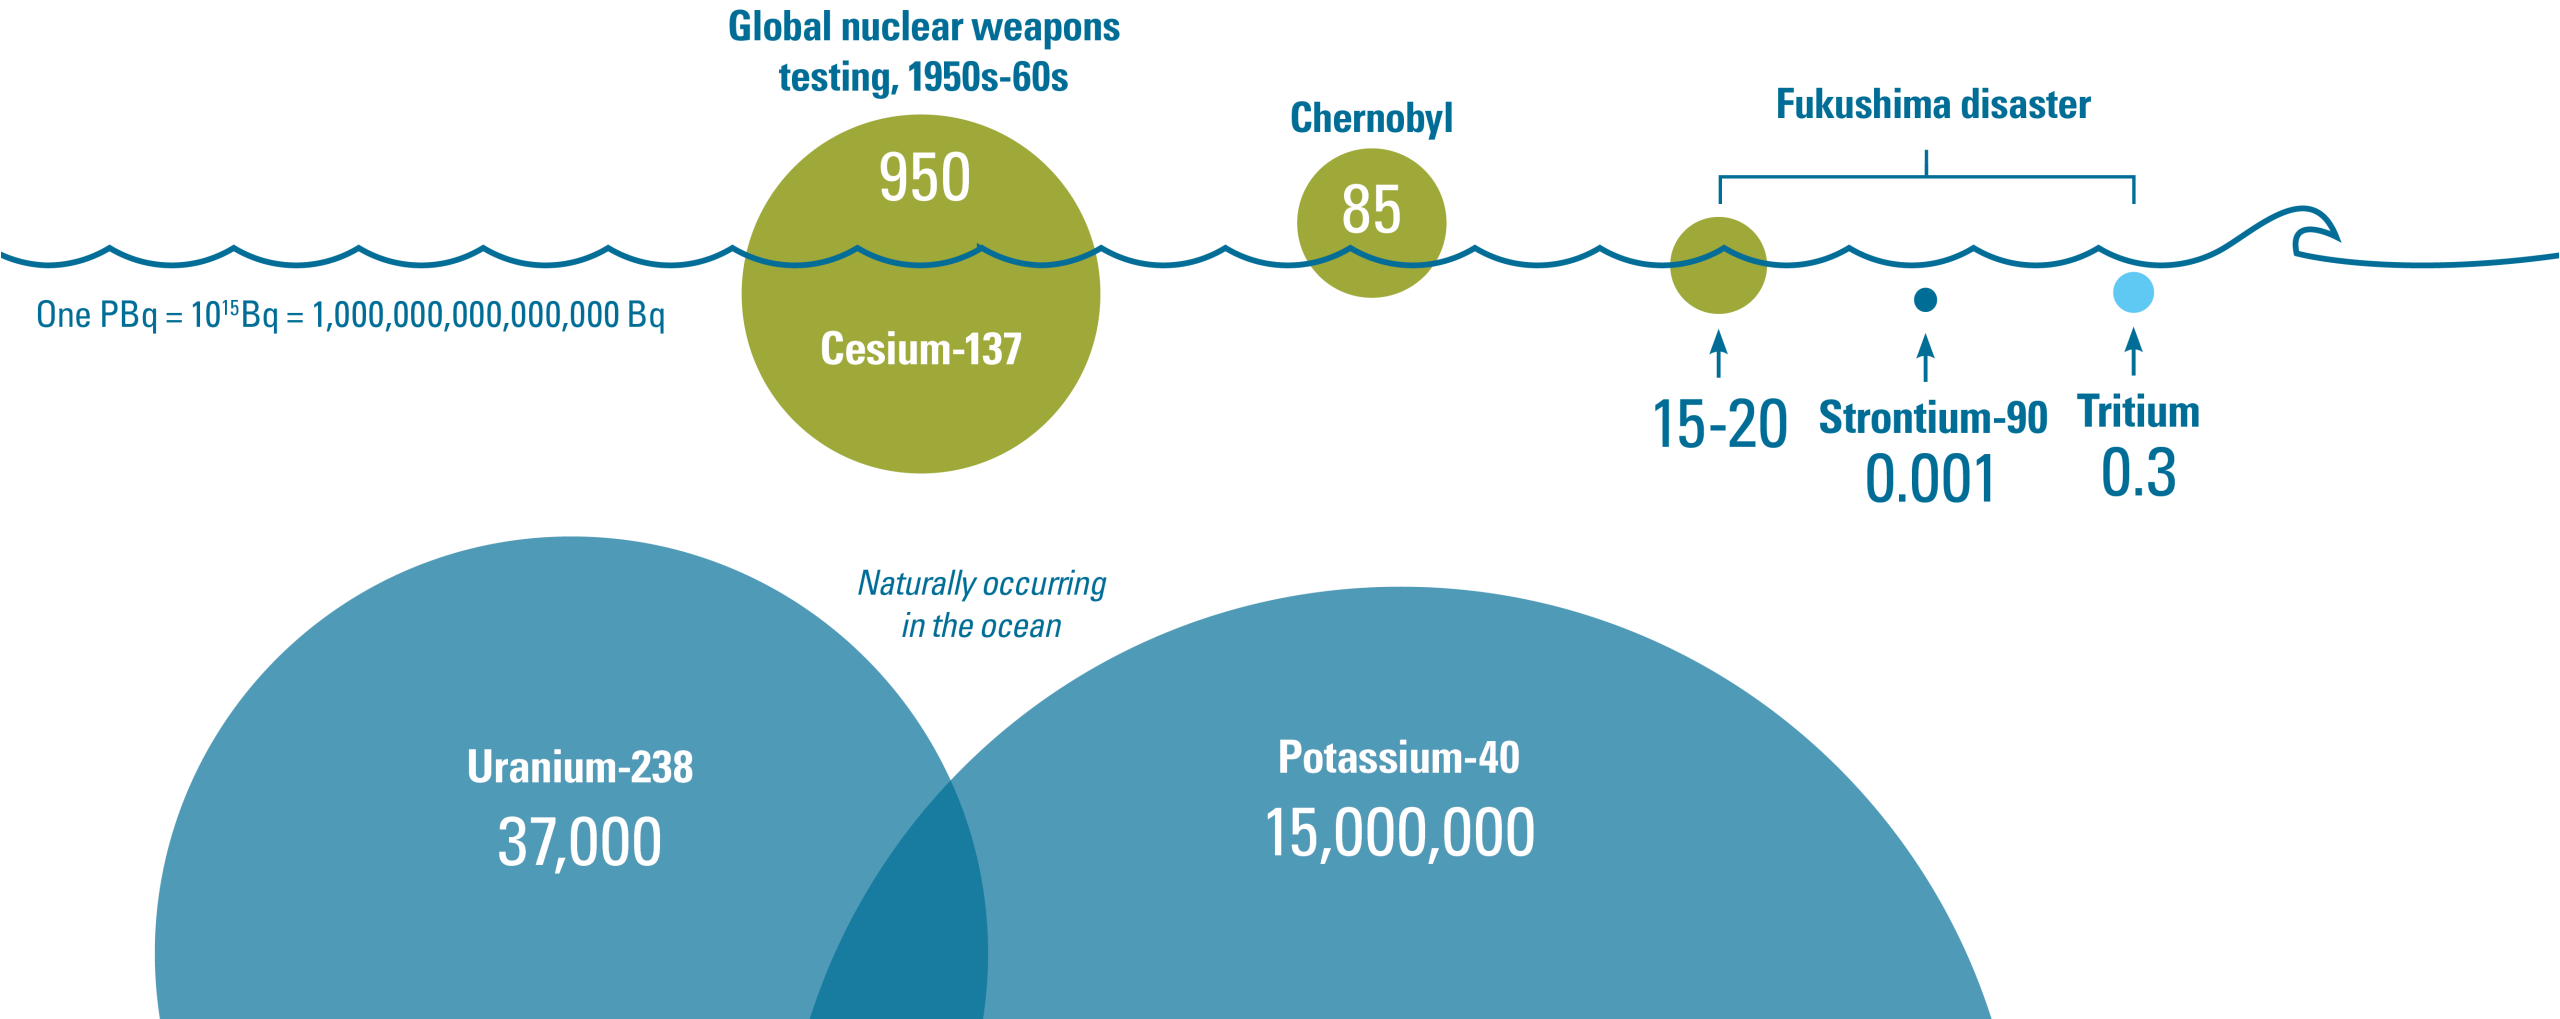 Global nuclear weapons
testing, 1950s-60s
950
Cesium-137
Chernobyl
85
Fukushima disaster
One PBq = 10¹⁵Bq = 1,000,000,000,000,000 Bq
15-20
Strontium-90
0.001
Tritium
0.3
Naturally occurring
in the ocean
Uranium-238
37,000
Potassium-40
15,000,000